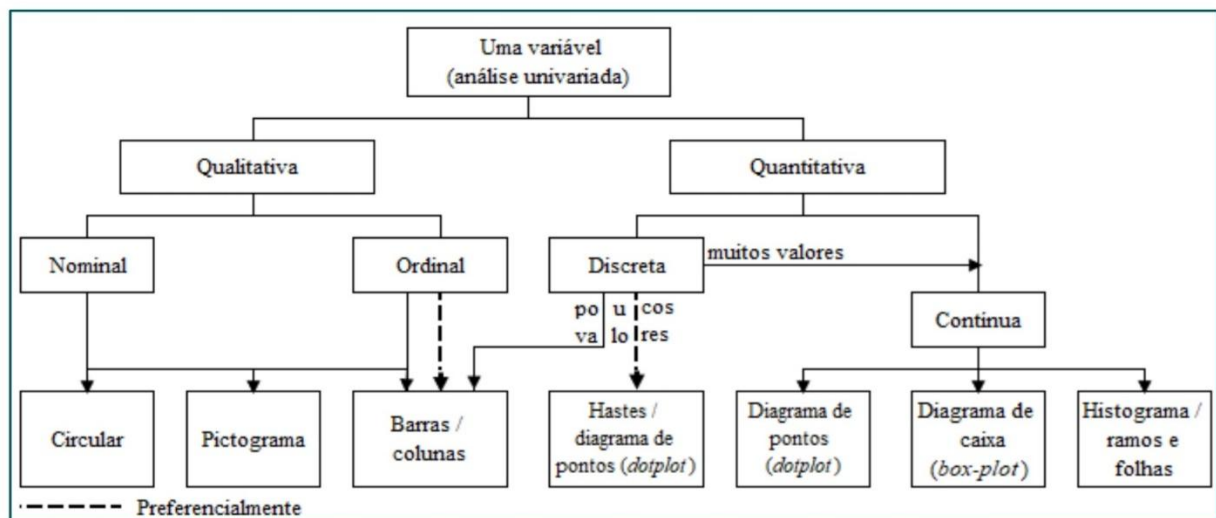 Uma variável
(análise univariada)
Qualitativa
Quantitativa
Nominal
Ordinal
Discreta
muitos valores
po u cos
va lo res
Contínua
Circular
Pictograma
Barras /
colunas
Hastes /
diagrama de
pontos (dotplot)
Diagrama de
pontos
(dotplot)
Diagrama de
caixa
(box-plot)
Histograma /
ramos e
folhas
Preferencialmente